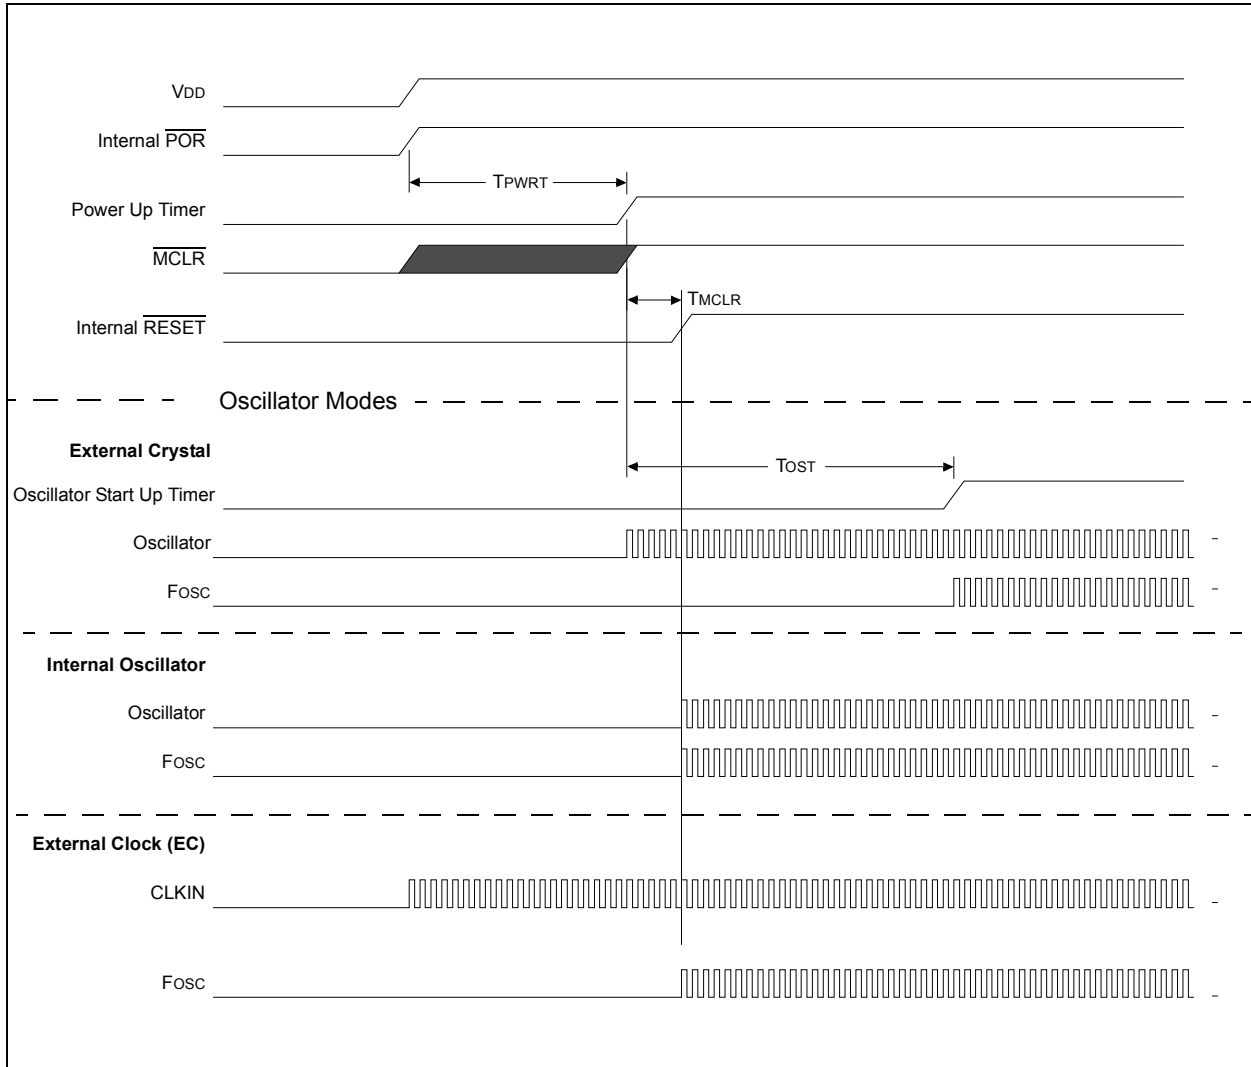 VDD
Internal POR
TPWRT
Power Up Timer
MCLR
TMCLR
Internal RESET
Oscillator Modes
External Crystal
TOST
Oscillator Start Up Timer
Oscillator
FOSC
Internal Oscillator
Oscillator
FOSC
External Clock (EC)
CLKIN
FOSC